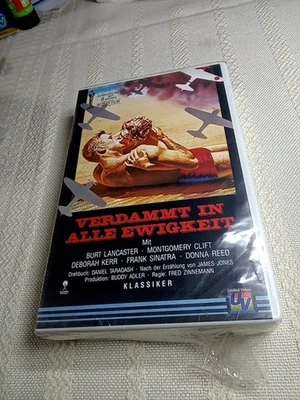 VERDAMMT IN
ALLE EWIGKEIT
Mit
BURT LANCASTER · MONTGOMERY CLIFT
DEBORAH KERR · FRANK SINATRA · DONNA REED
Drehbuch: DANIEL TARADASH · Nach der Erzählung von JAMES JONES
Produktion: BUDDY ADLER · Regie: FRED ZINNEMANN
KLASSIKER